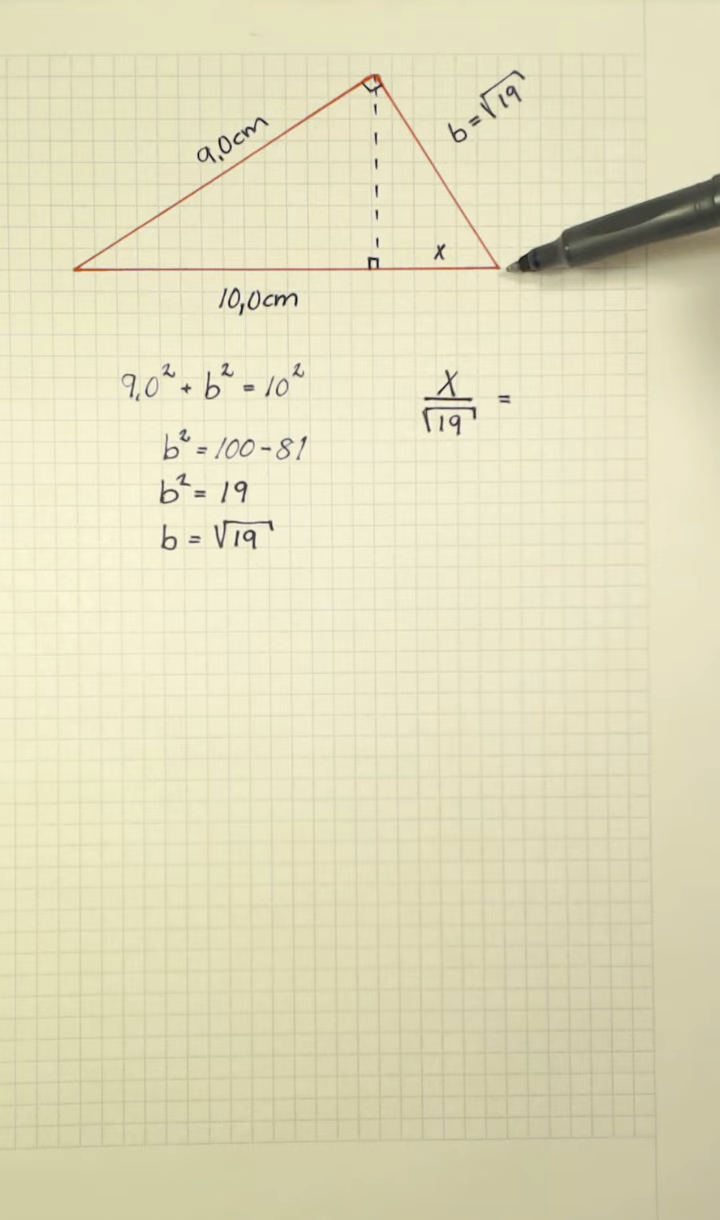 9,0cm
b=√19
x
10,0cm
9,0² + b² = 10²
b² = 100 - 81
b² = 19
b = √19
x/√19 =